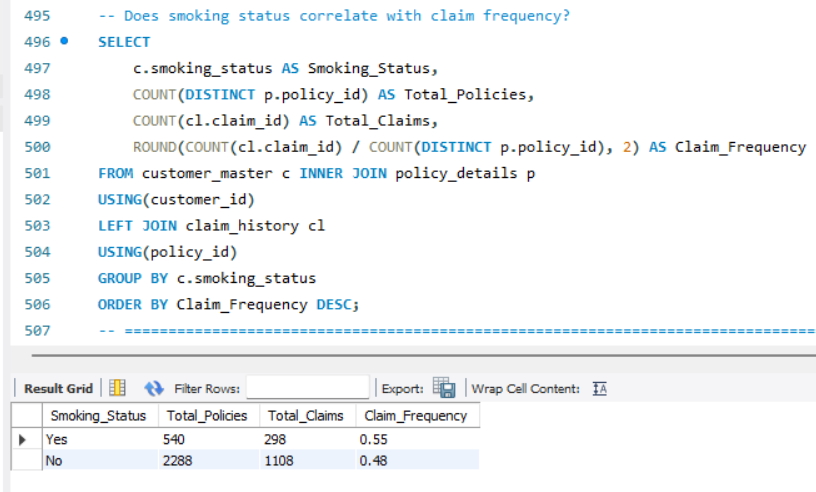 495 -- Does smoking status correlate with claim frequency?
496 SELECT
497 c.smoking_status AS Smoking_Status,
498 COUNT(DISTINCT p.policy_id) AS Total_Policies,
499 COUNT(cl.claim_id) AS Total_Claims,
500 ROUND(COUNT(cl.claim_id) / COUNT(DISTINCT p.policy_id), 2) AS Claim_Frequency
501 FROM customer_master c INNER JOIN policy_details p
502 USING(customer_id)
503 LEFT JOIN claim_history cl
504 USING(policy_id)
505 GROUP BY c.smoking_status
506 ORDER BY Claim_Frequency DESC;
507 -- ==============================================================================
Result Grid Filter Rows: Export: Wrap Cell Content: IA
Smoking_Status Total_Policies Total_Claims Claim_Frequency
Yes 540 298 0.55
No 2288 1108 0.48